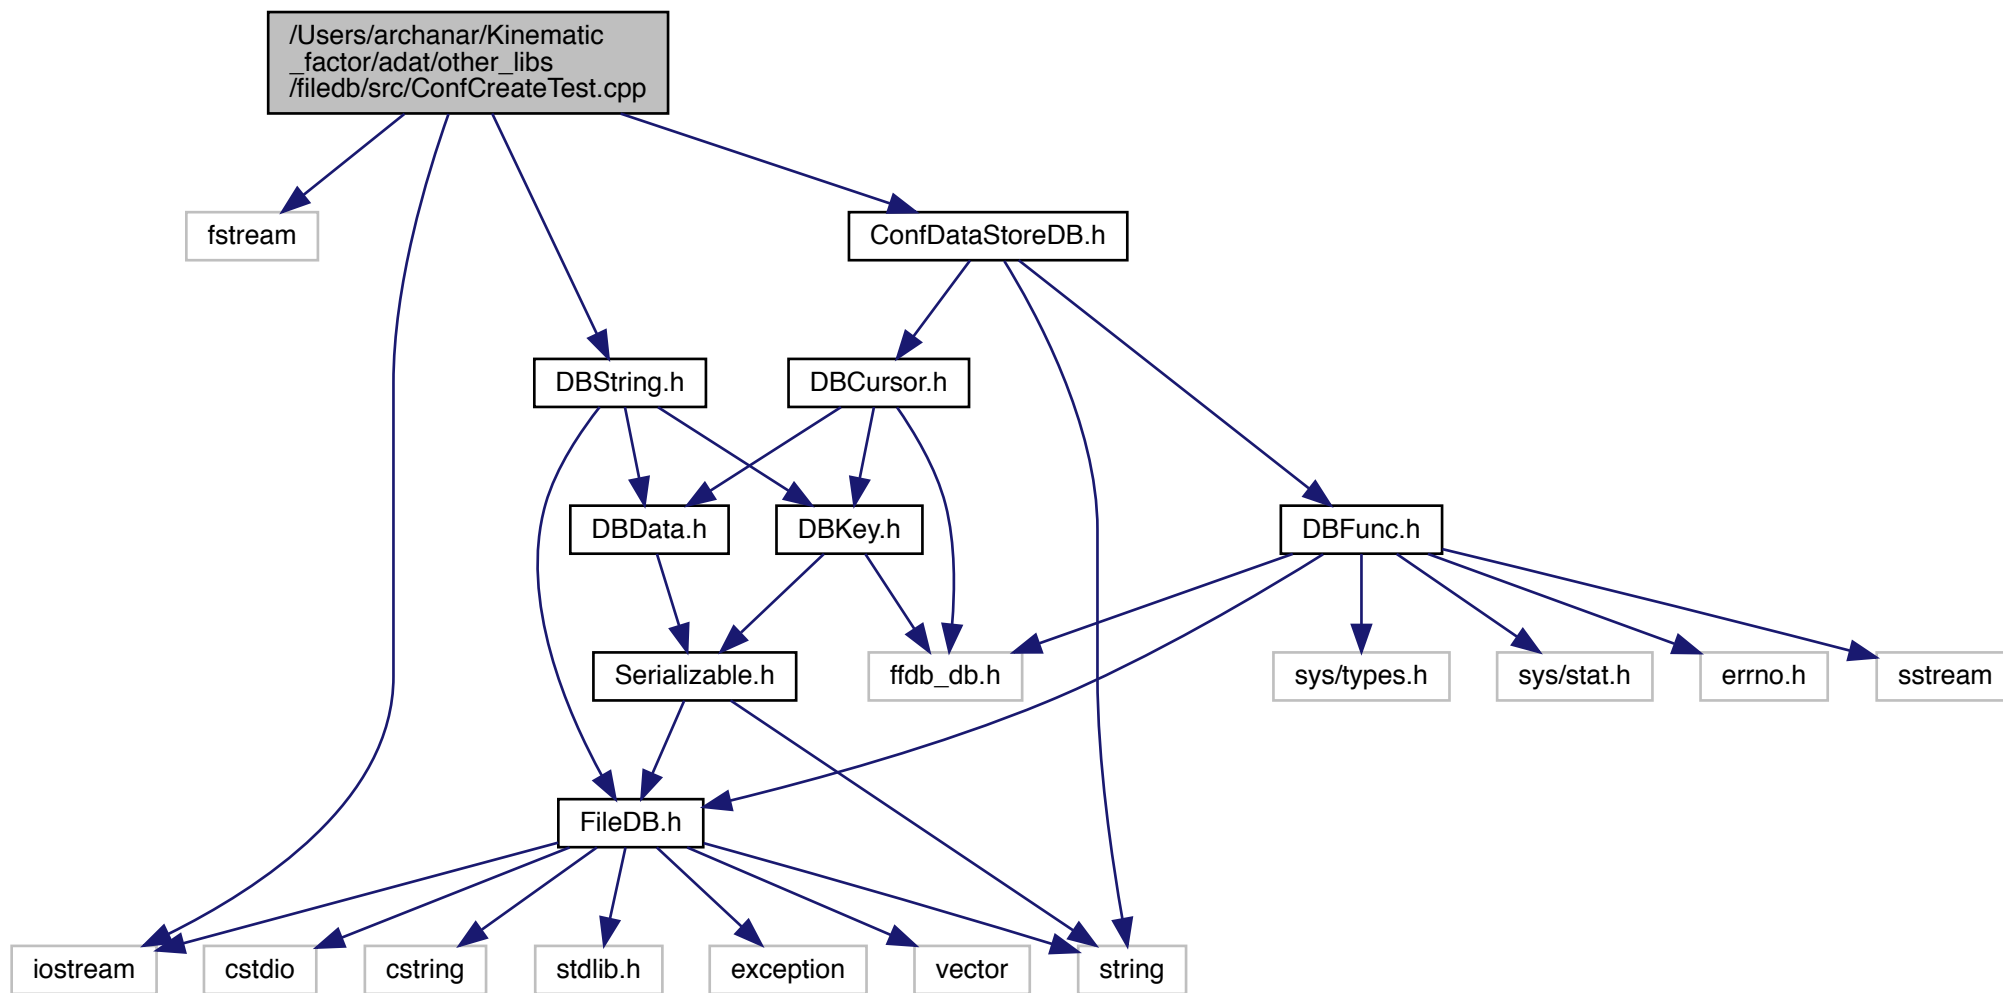 /Users/archanar/Kinematic
_factor/adat/other_libs
/filedb/src/ConfCreateTest.cpp
fstream
ConfDataStoreDB.h
DBString.h
DBCursor.h
DBData.h
DBKey.h
DBFunc.h
Serializable.h
ffdb_db.h
sys/types.h
sys/stat.h
errno.h
sstream
FileDB.h
iostream
cstdio
cstring
stdlib.h
exception
vector
string